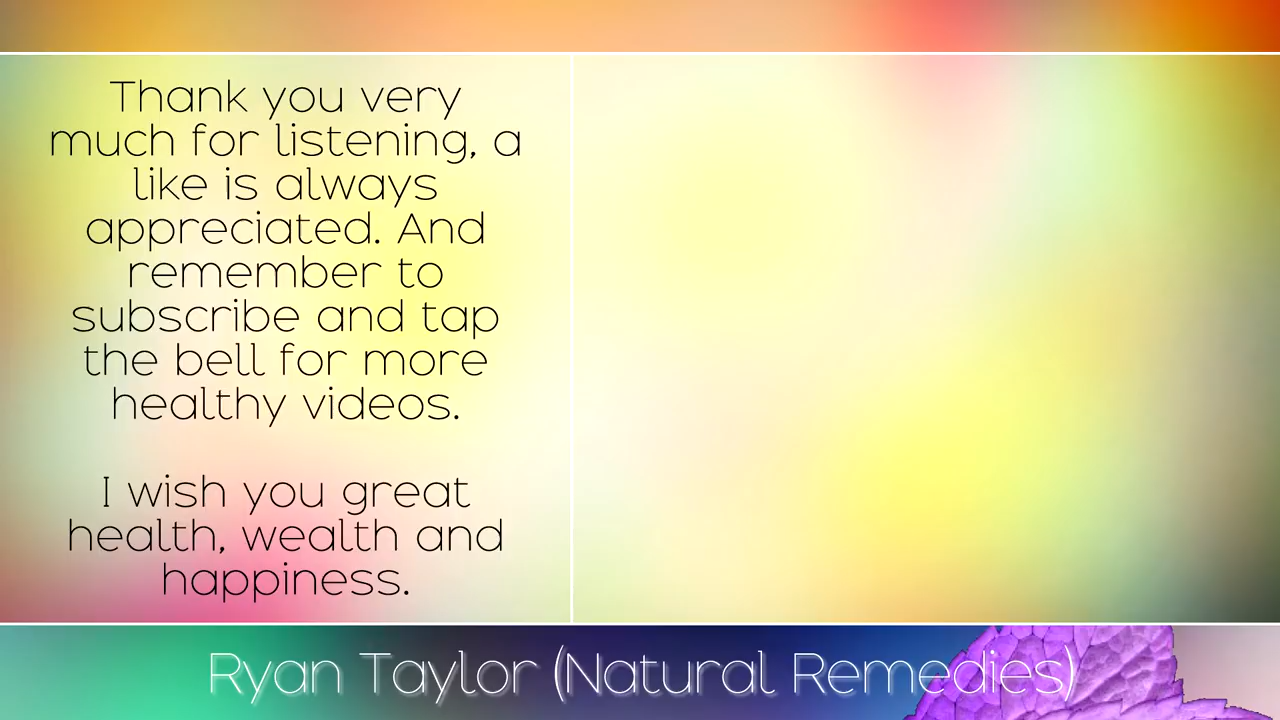 Thank you very
much for listening, a
like is always
appreciated. And
remember to
subscribe and tap
the bell for more
healthy videos.
I wish you great
health, wealth and
happiness.
Ryan Taylor (Natural Remedies)